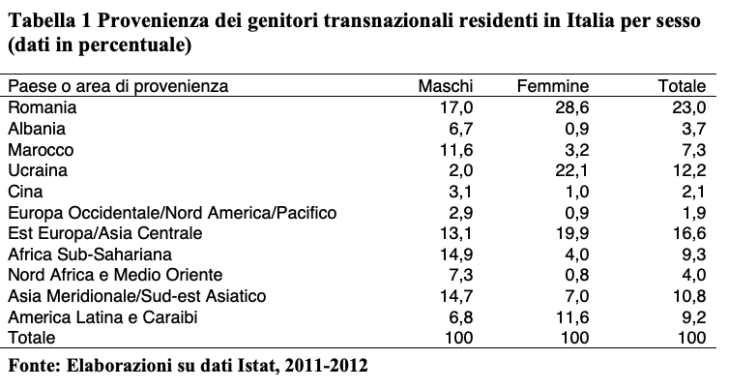 Tabella 1 Provenienza dei genitori transnazionali residenti in Italia per sesso
(dati in percentuale)
Paese o area di provenienza Maschi Femmine Totale
Romania 17,0 28,6 23,0
Albania 6,7 0,9 3,7
Marocco 11,6 3,2 7,3
Ucraina 2,0 22,1 12,2
Cina 3,1 1,0 2,1
Europa Occidentale/Nord America/Pacifico 2,9 0,9 1,9
Est Europa/Asia Centrale 13,1 19,9 16,6
Africa Sub-Sahariana 14,9 4,0 9,3
Nord Africa e Medio Oriente 7,3 0,8 4,0
Asia Meridionale/Sud-est Asiatico 14,7 7,0 10,8
America Latina e Caraibi 6,8 11,6 9,2
Totale 100 100 100
Fonte: Elaborazioni su dati Istat, 2011-2012